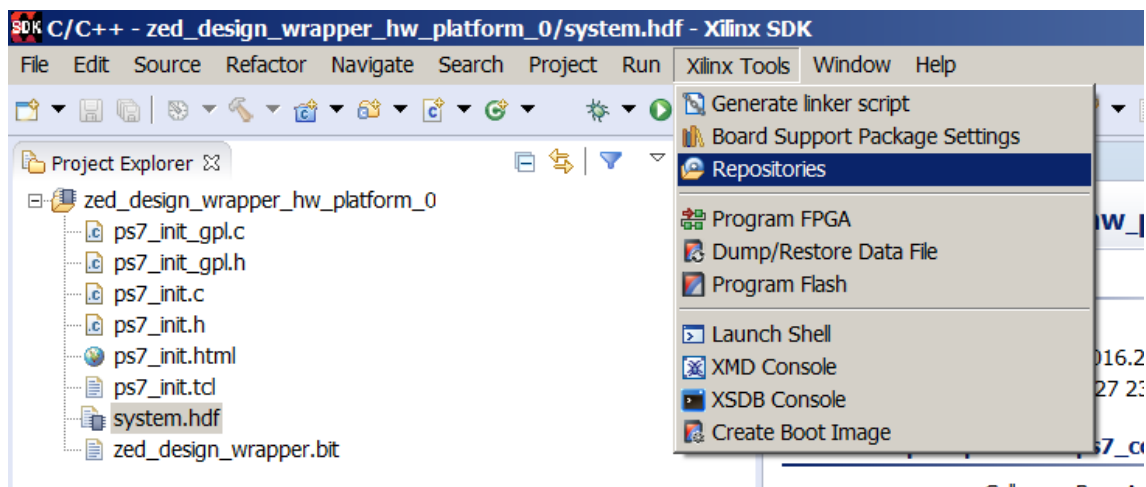 SDK C/C++ - zed_design_wrapper_hw_platform_0/system.hdf - Xilinx SDK
File Edit Source Refactor Navigate Search Project Run Xilinx Tools Window Help
Generate linker script
Board Support Package Settings
Repositories
Program FPGA
Dump/Restore Data File
Program Flash
Launch Shell
XMD Console
XSDB Console
Create Boot Image
Project Explorer
zed_design_wrapper_hw_platform_0
ps7_init_gpl.c
ps7_init_gpl.h
ps7_init.c
ps7_init.h
ps7_init.html
ps7_init.tcl
system.hdf
zed_design_wrapper.bit